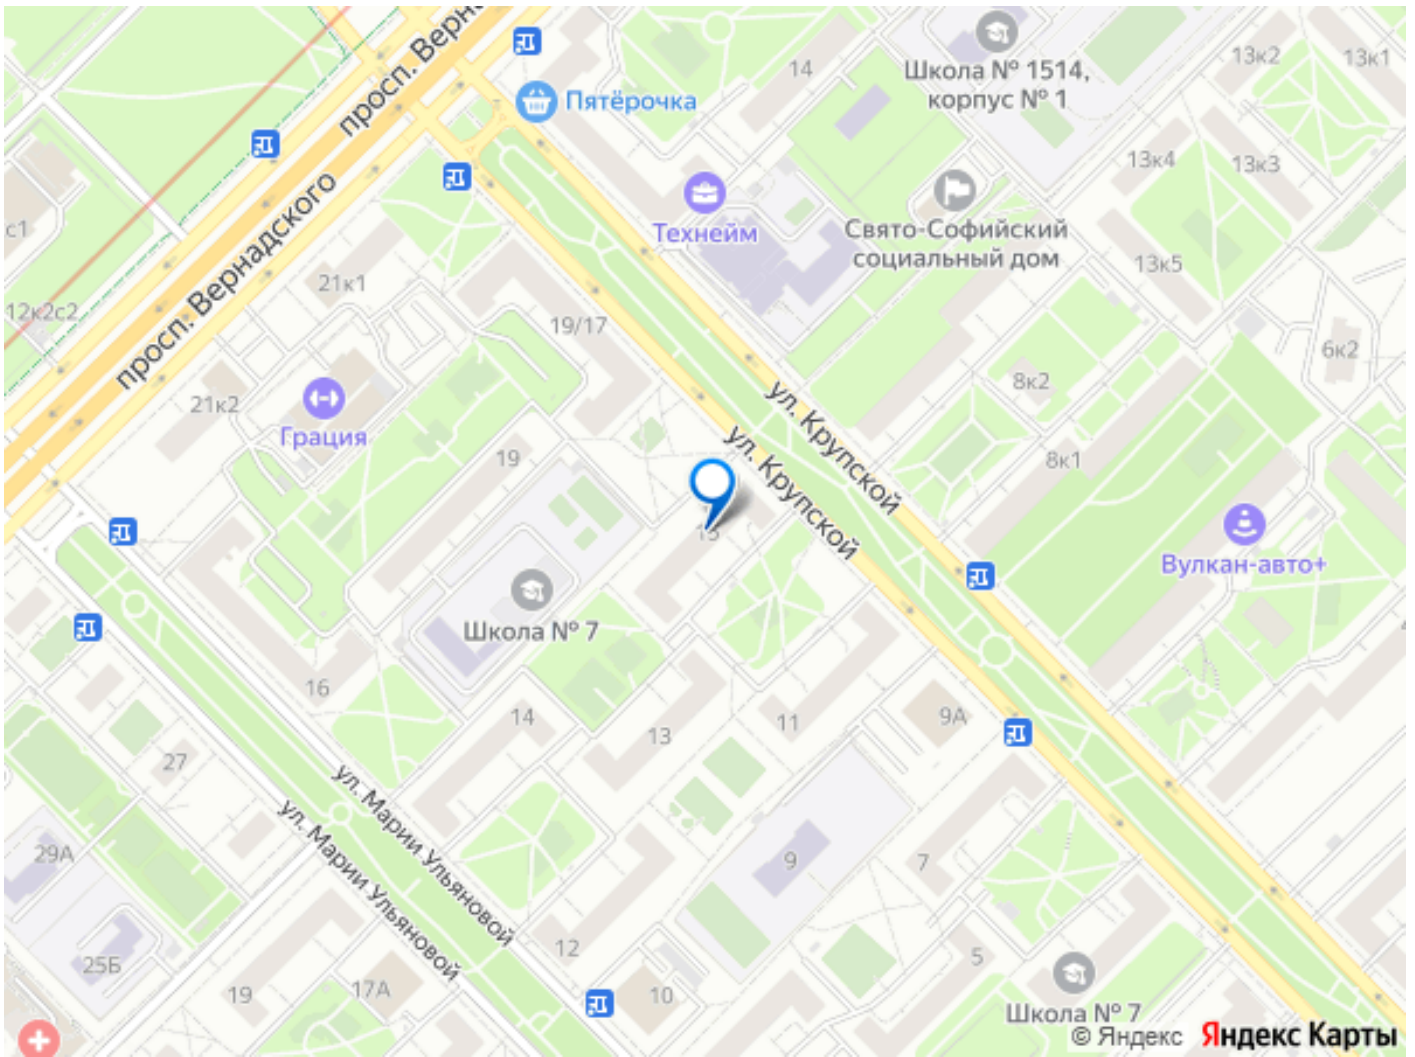 просп. Верн
14
Школа № 1514,
корпус № 1
13к2
13к1
Пятёрочка
13к4
13к3
просп. Вернадского
Технейм
Свято-Софийский
социальный дом
с1
13к5
21к1
12к2с2
19/17
6к2
8к2
21к2
Грация
ул. Крупской
ул. Крупской
19
8к1
15
Вулкан-авто+
Школа № 7
16
14
13
11
9А
27
ул. Марии Ульяновой
ул. Марии Ульяновой
29А
9
7
12
5
25Б
19
17А
10
Школа № 7
© Яндекс Яндекс Карты